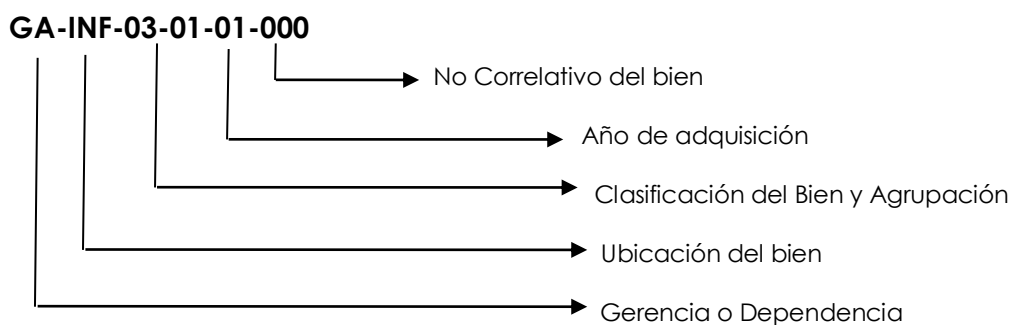 GA-INF-03-01-01-000
No Correlativo del bien
Año de adquisición
Clasificación del Bien y Agrupación
Ubicación del bien
Gerencia o Dependencia